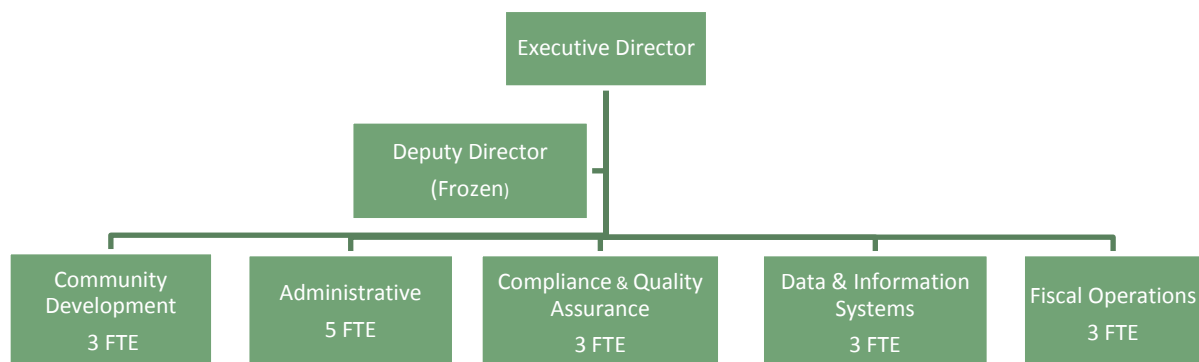 Executive Director
Deputy Director
(Frozen)
Community
Development
3 FTE
Administrative
5 FTE
Compliance & Quality
Assurance
3 FTE
Data & Information
Systems
3 FTE
Fiscal Operations
3 FTE